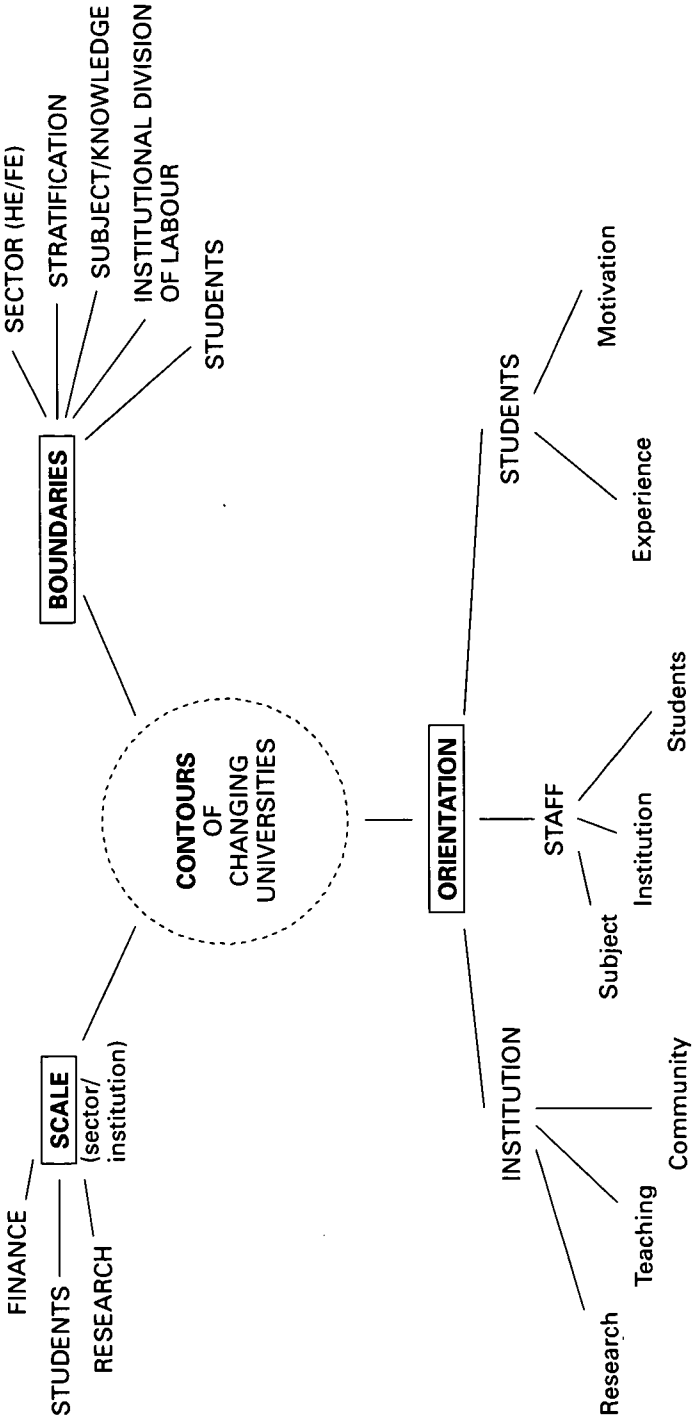 FINANCE
STUDENTS
RESEARCH
SCALE
(sector/
institution)
CONTOURS
OF
CHANGING
UNIVERSITIES
BOUNDARIES
SECTOR (HE/FE)
STRATIFICATION
SUBJECT/KNOWLEDGE
INSTITUTIONAL DIVISION
OF LABOUR
STUDENTS
ORIENTATION
INSTITUTION
Research
Teaching
Community
STAFF
Subject
Institution
Students
STUDENTS
Experience
Motivation